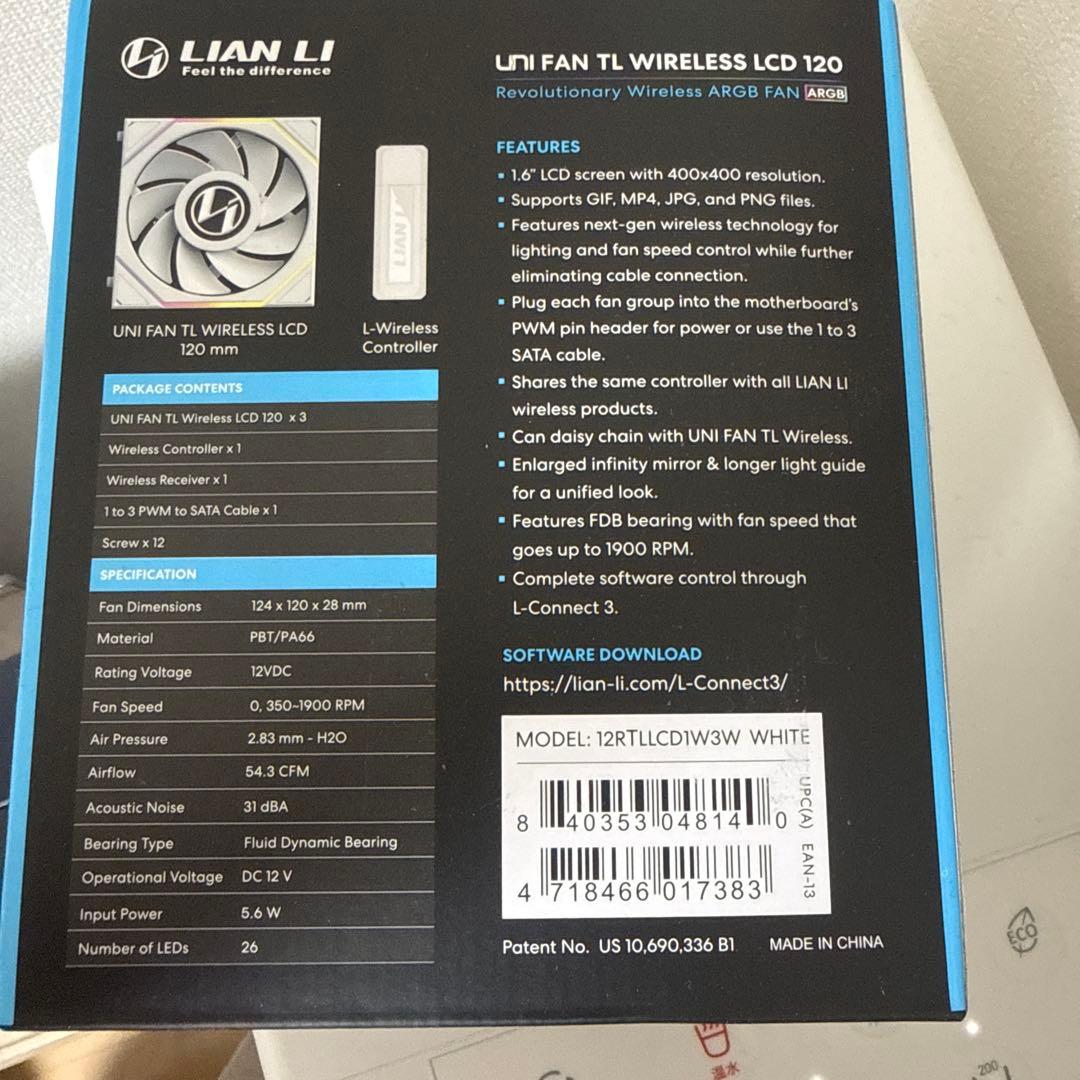 LIAN LI
Feel the difference
UNI FAN TL WIRELESS LCD
120 mm
LIAN LI
L-Wireless
Controller
PACKAGE CONTENTS
UNI FAN TL Wireless LCD 120 x 3
Wireless Controller x 1
Wireless Receiver x 1
1 to 3 PWM to SATA Cable x 1
Screw x 12
SPECIFICATION
Fan Dimensions 124 x 120 x 28 mm
Material PBT/PA66
Rating Voltage 12VDC
Fan Speed 0, 350~1900 RPM
Air Pressure 2.83 mm - H2O
Airflow 54.3 CFM
Acoustic Noise 31 dBA
Bearing Type Fluid Dynamic Bearing
Operational Voltage DC 12 V
Input Power 5.6 W
Number of LEDs 26
UNI FAN TL WIRELESS LCD 120
Revolutionary Wireless ARGB FAN ARGB
FEATURES
▪ 1.6" LCD screen with 400x400 resolution.
▪ Supports GIF, MP4, JPG, and PNG files.
▪ Features next-gen wireless technology for
lighting and fan speed control while further
eliminating cable connection.
▪ Plug each fan group into the motherboard's
PWM pin header for power or use the 1 to 3
SATA cable.
▪ Shares the same controller with all LIAN LI
wireless products.
▪ Can daisy chain with UNI FAN TL Wireless.
▪ Enlarged infinity mirror & longer light guide
for a unified look.
▪ Features FDB bearing with fan speed that
goes up to 1900 RPM.
▪ Complete software control through
L-Connect 3.
SOFTWARE DOWNLOAD
https://lian-li.com/L-Connect3/
MODEL: 12RTLLCD1W3W WHITE
8 40353 04814 0
UPC(A)
4 718466 017383
EAN-13
Patent No. US 10,690,336 B1 MADE IN CHINA
ECO
温水
200